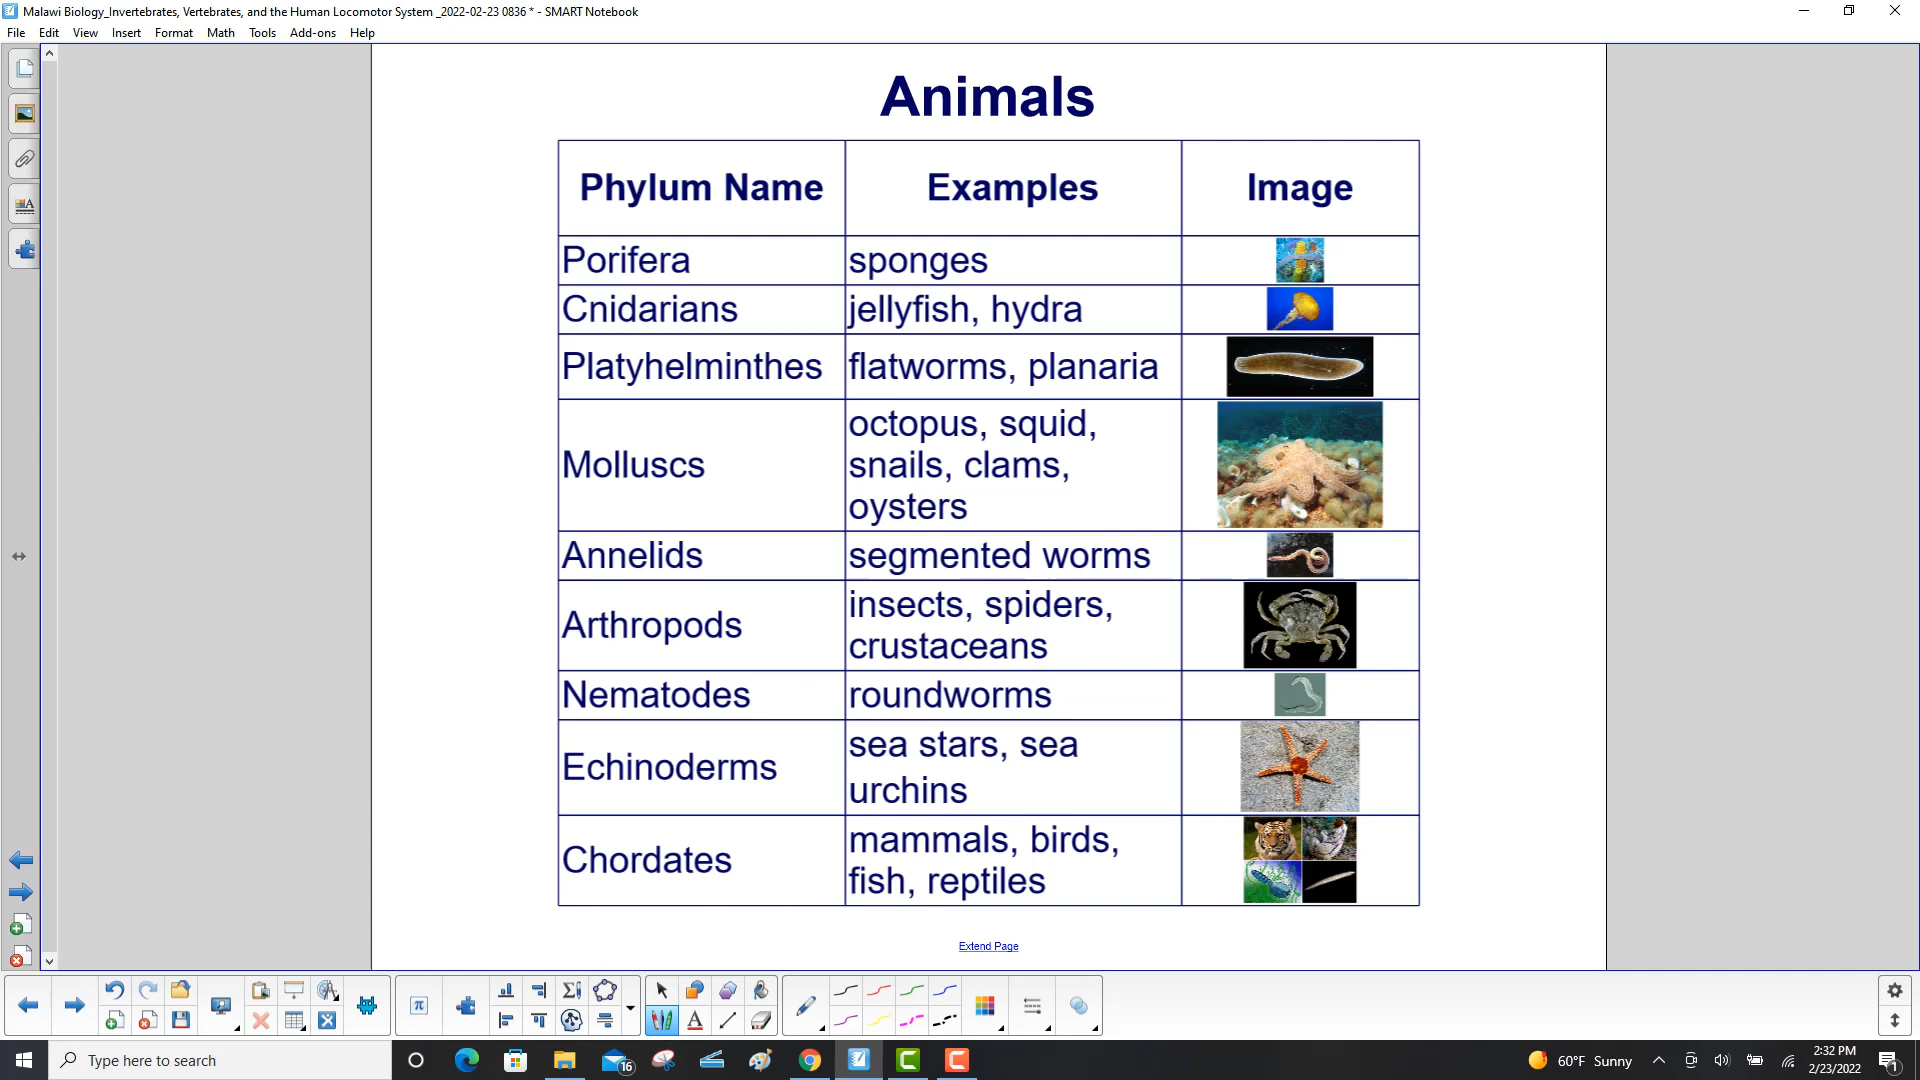 Malawi Biology_Invertebrates, Vertebrates, and the Human Locomotor System _2022-02-23 0836 * - SMART Notebook
File Edit View Insert Format Math Tools Add-ons Help
Animals
Phylum Name Examples Image
Porifera sponges
Cnidarians jellyfish, hydra
Platyhelminthes flatworms, planaria
octopus, squid,
Molluscs snails, clams,
oysters
Annelids segmented worms
insects, spiders,
Arthropods
crustaceans
Nematodes roundworms
sea stars, sea
Echinoderms
urchins
mammals, birds,
Chordates
fish, reptiles
Extend Page
π
A
Type here to search
16
60°F Sunny
2:32 PM
2/23/2022
1